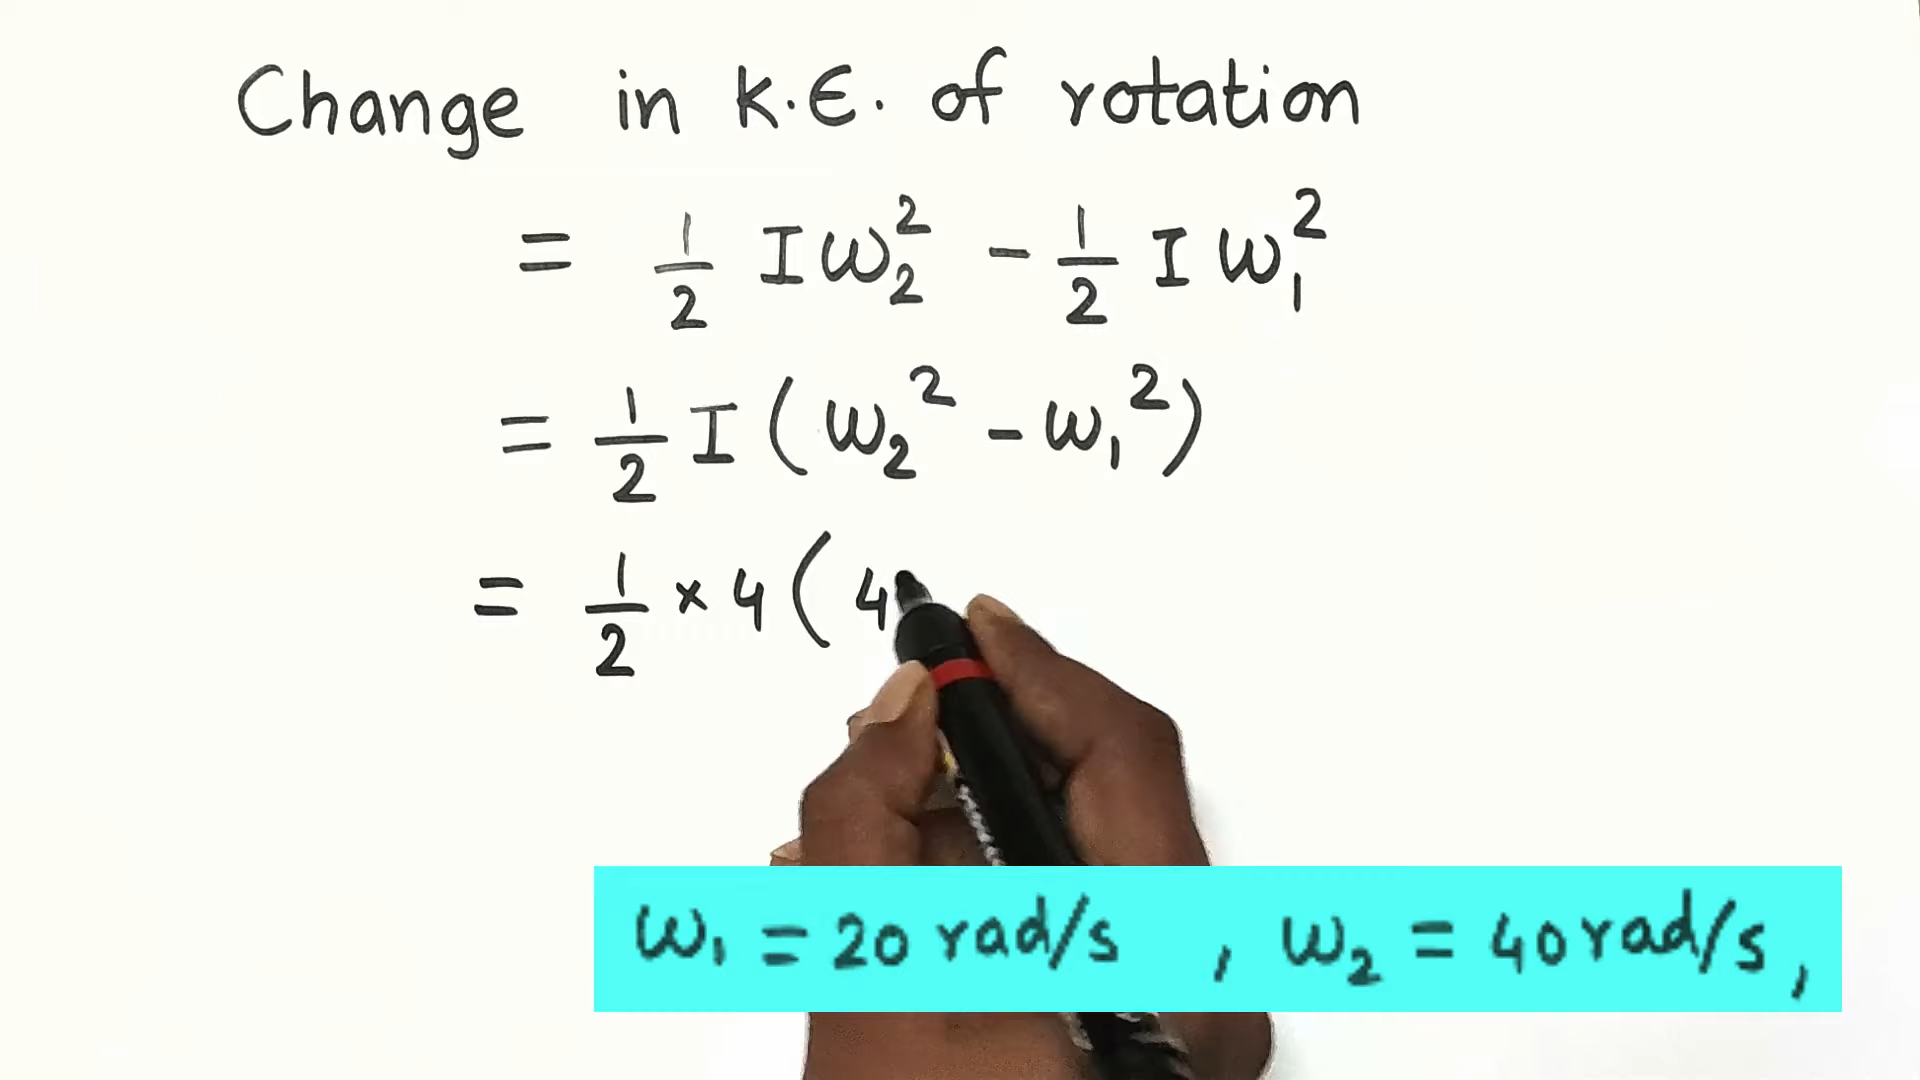 Change in K.E. of rotation
= 1/2 Iω₂² - 1/2 Iω₁²
= 1/2 I (ω₂² - ω₁²)
= 1/2 × 4 ( 4
ω₁ = 20 rad/s , ω₂ = 40 rad/s ,